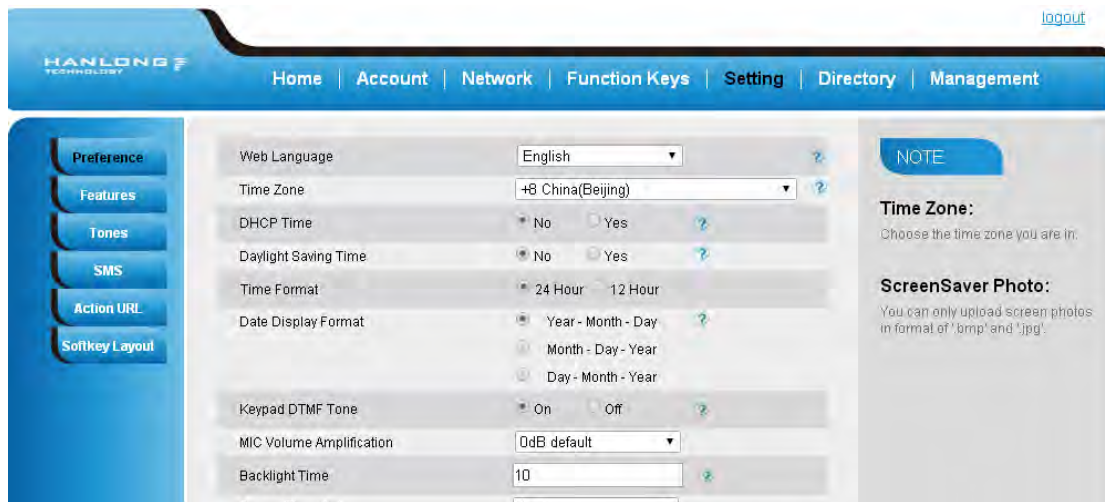 logout
HANLONG
TECHNOLOGY
Home | Account | Network | Function Keys | Setting | Directory | Management
Preference
Features
Tones
SMS
Action URL
Softkey Layout
Web Language English ?
Time Zone +8 China(Beijing) ?
DHCP Time No Yes ?
Daylight Saving Time No Yes ?
Time Format 24 Hour 12 Hour
Date Display Format Year - Month - Day ?
Month - Day - Year
Day - Month - Year
Keypad DTMF Tone On Off ?
MIC Volume Amplification 0dB default
Backlight Time 10 ?
NOTE
Time Zone:
Choose the time zone you are in.
ScreenSaver Photo:
You can only upload screen photos
in format of '.bmp' and '.jpg'.